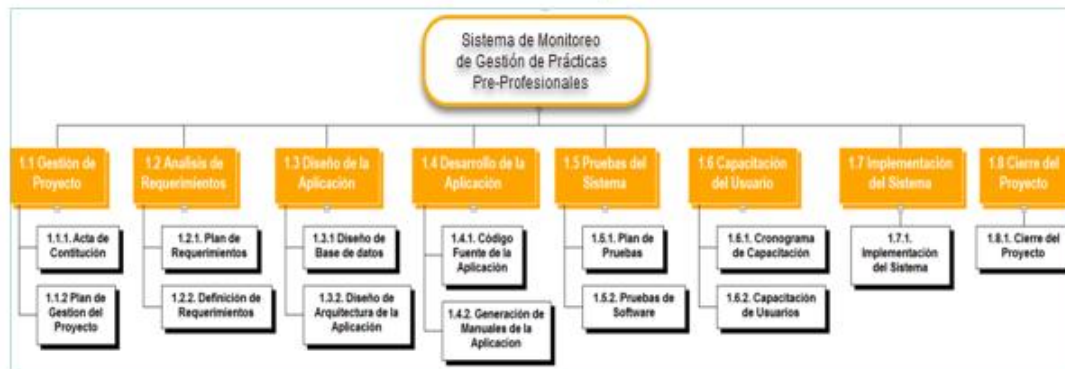 Sistema de Monitoreo
de Gestión de Prácticas
Pre-Profesionales
1.1 Gestión de
Proyecto
1.2 Analisis de
Requerimientos
1.3 Diseño de la
Aplicación
1.4 Desarrollo de la
Aplicación
1.5 Pruebas del
Sistema
1.6 Capacitación
del Usuario
1.7 Implementación
del Sistema
1.8 Cierre del
Proyecto
1.1.1. Acta de
Contitución
1.1.2 Plan de
Gestion del
Proyecto
1.2.1. Plan de
Requerimientos
1.2.2. Definición de
Requerimientos
1.3.1 Diseño de
Base de datos
1.3.2. Diseño de
Arquitectura de la
Aplicación
1.4.1. Código
Fuente de la
Aplicación
1.4.2. Generación de
Manuales de la
Aplicacion
1.5.1. Plan de
Pruebas
1.5.2. Pruebas de
Software
1.6.1. Cronograma
de Capacitación
1.6.2. Capacitación
de Usuarios
1.7.1.
Implementación
del Sistema
1.8.1. Cierre del
Proyecto